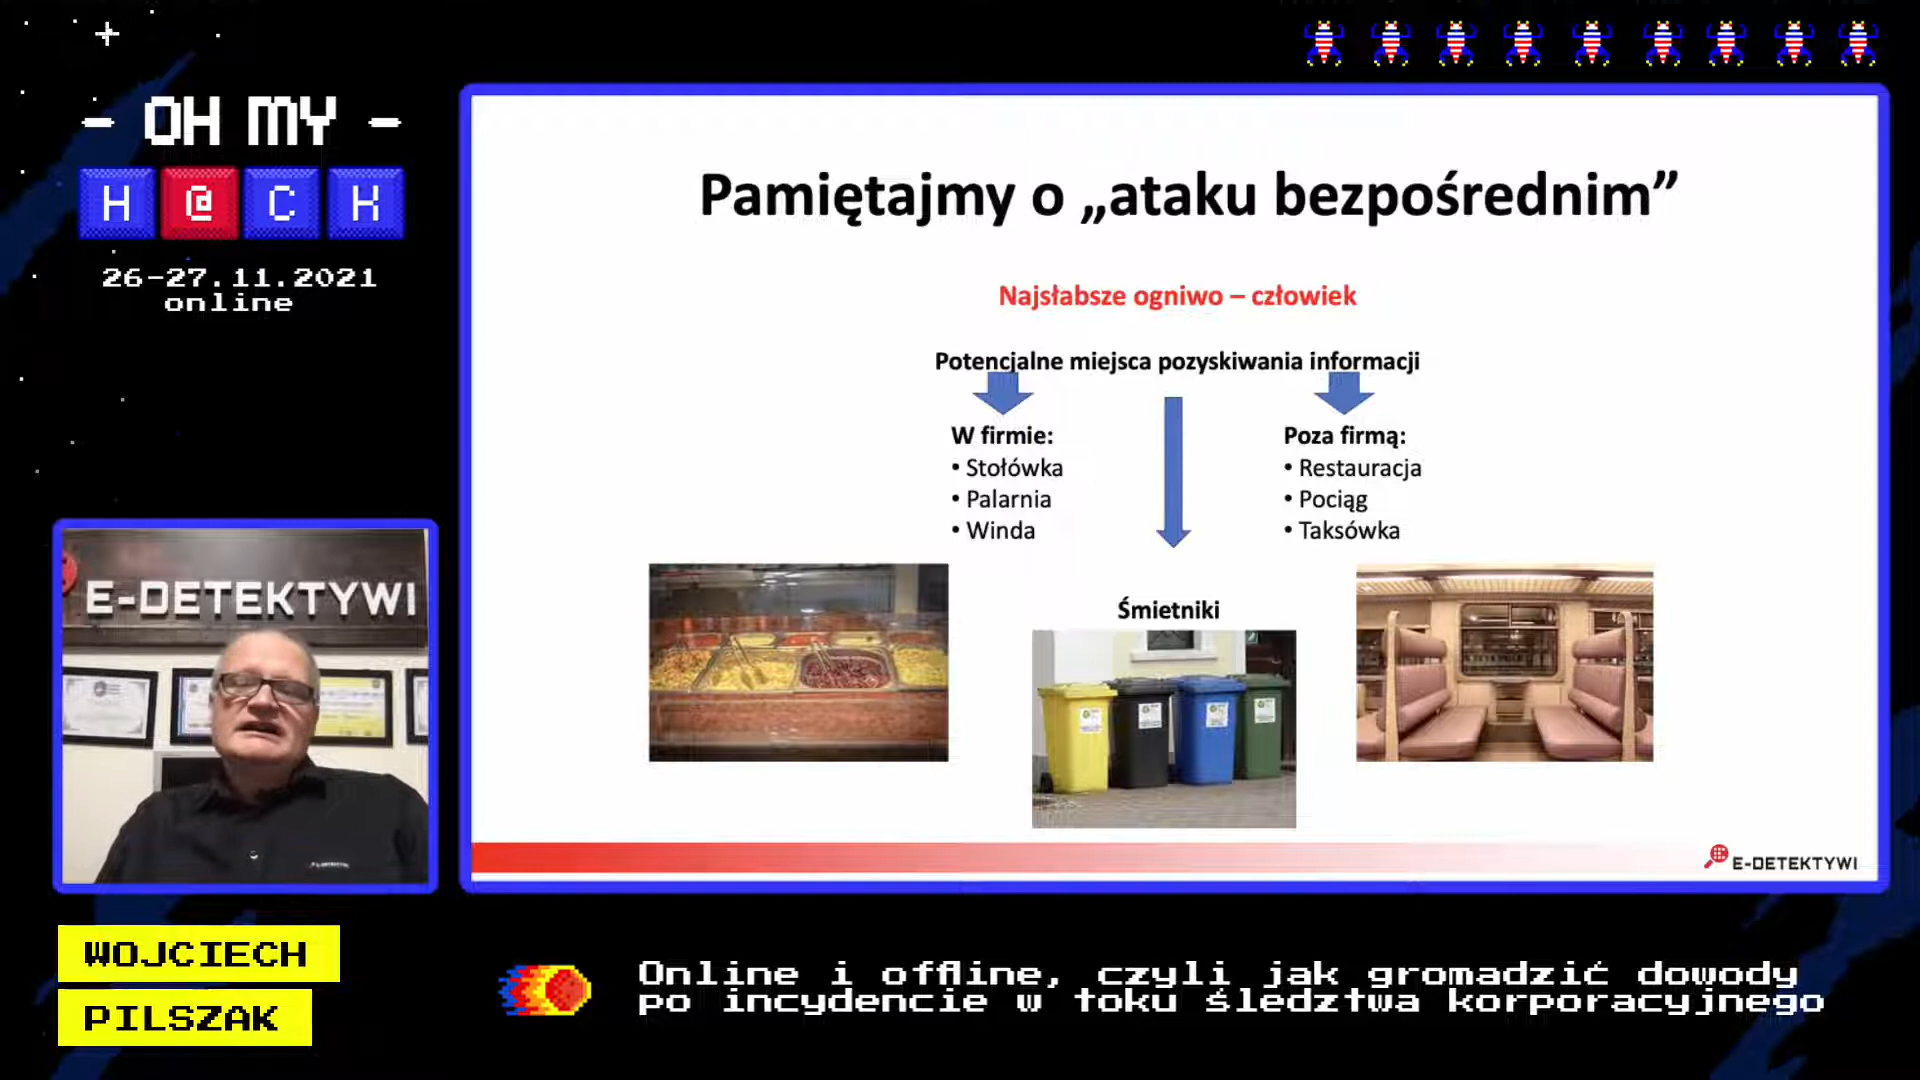 - OH MY -
H@CK
26-27.11.2021
online
Pamiętajmy o „ataku bezpośrednim”
Najsłabsze ogniwo – człowiek
Potencjalne miejsca pozyskiwania informacji
W firmie:
• Stołówka
• Palarnia
• Winda
Poza firmą:
• Restauracja
• Pociąg
• Taksówka
Śmietniki
E-DETEKTYWI
E-DETEKTYWI
WOJCIECH
PILSZAK
Online i offline, czyli jak gromadzić dowody
po incydencie w toku śledztwa korporacyjnego